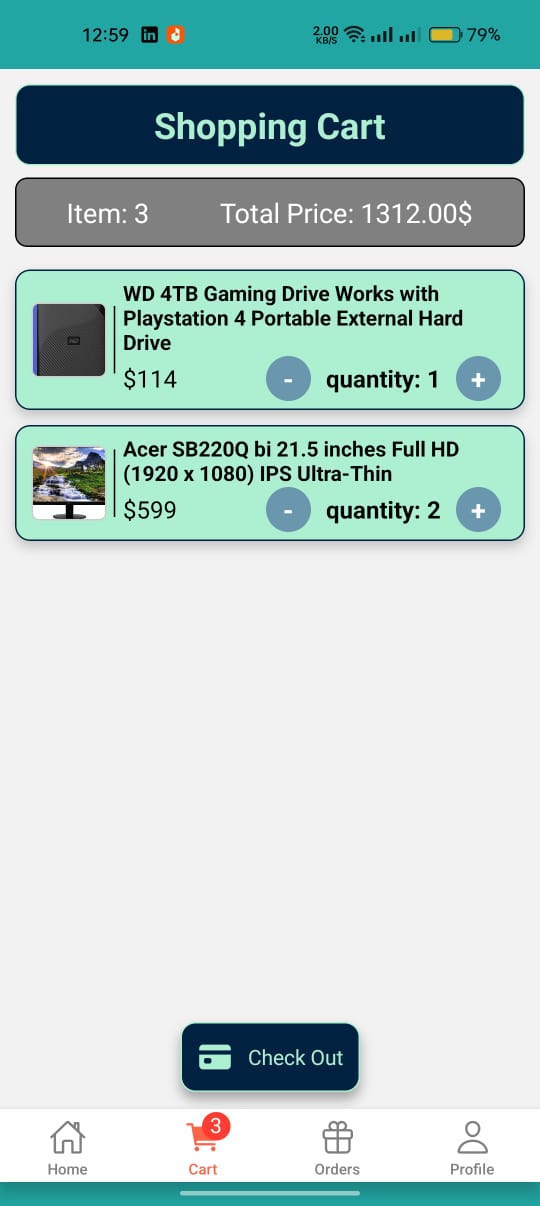 12:59
2.00
KB/S
79%
Shopping Cart
Item: 3 Total Price: 1312.00$
WD 4TB Gaming Drive Works with
Playstation 4 Portable External Hard
Drive
$114 - quantity: 1 +
Acer SB220Q bi 21.5 inches Full HD
(1920 x 1080) IPS Ultra-Thin
$599 - quantity: 2 +
Check Out
3
Home Cart Orders Profile